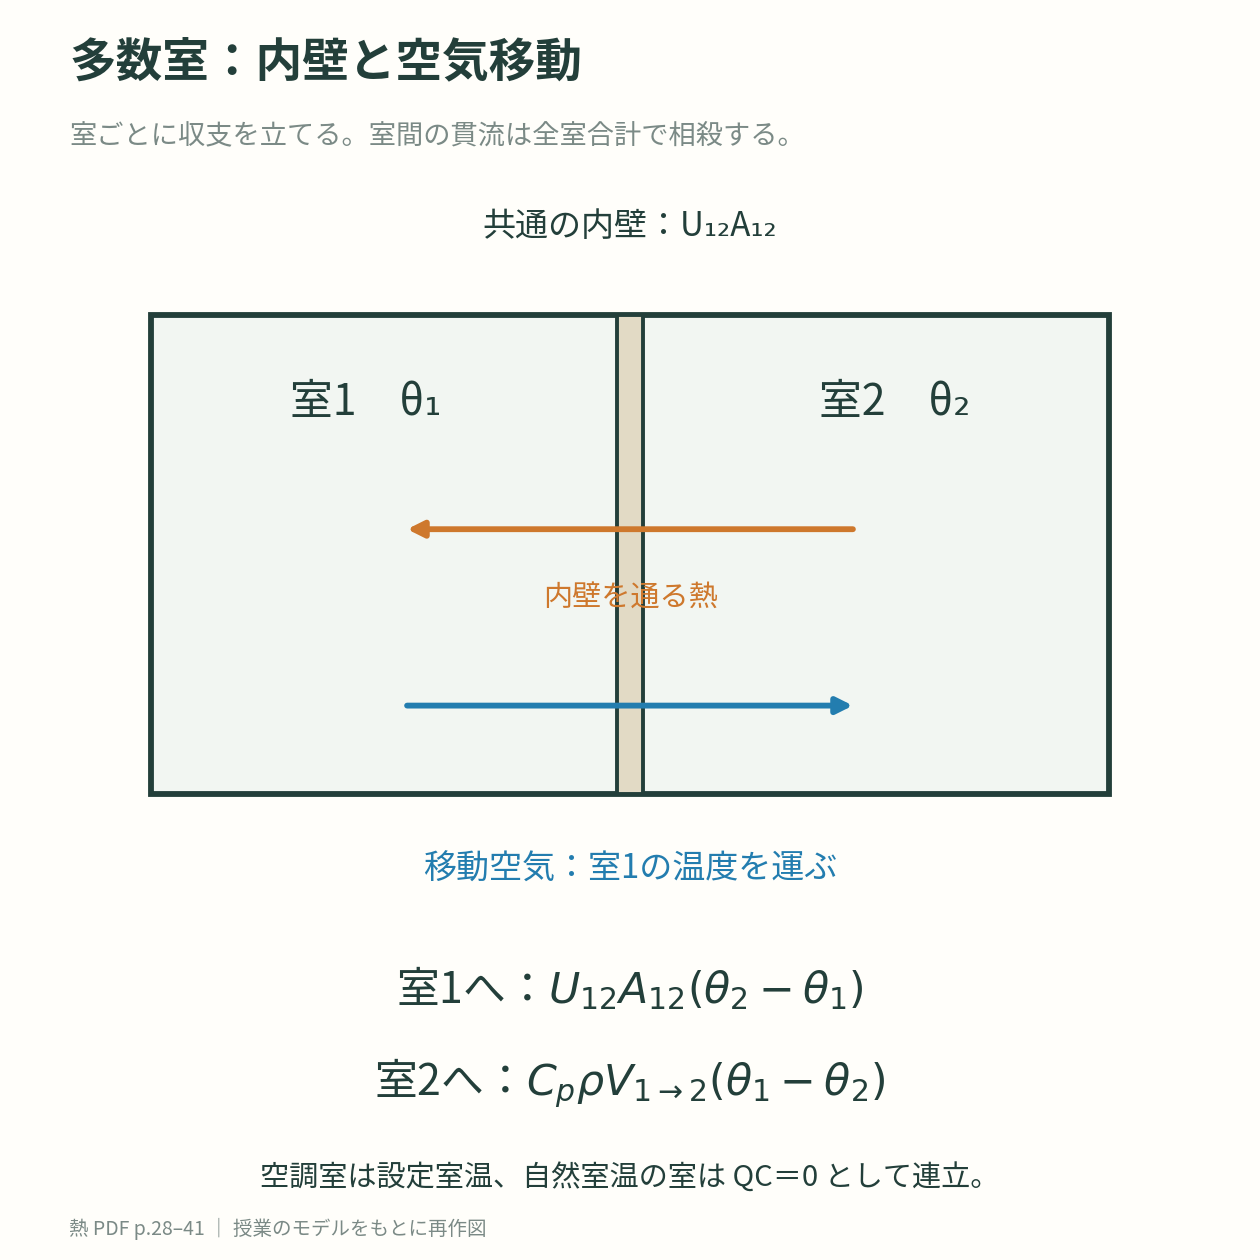 多数室：内壁と空気移動
室ごとに収支を立てる。室間の貫流は全室合計で相殺する。
共通の内壁：U₁₂A₁₂
室1　θ₁
室2　θ₂
内壁を通る熱
移動空気：室1の温度を運ぶ
室1へ：U₁₂A₁₂(θ₂ − θ₁)
室2へ：CₚρV₁→₂(θ₁ − θ₂)
空調室は設定室温、自然室温の室は QC＝0 として連立。
熱 PDF p.28–41｜授業のモデルをもとに再作図